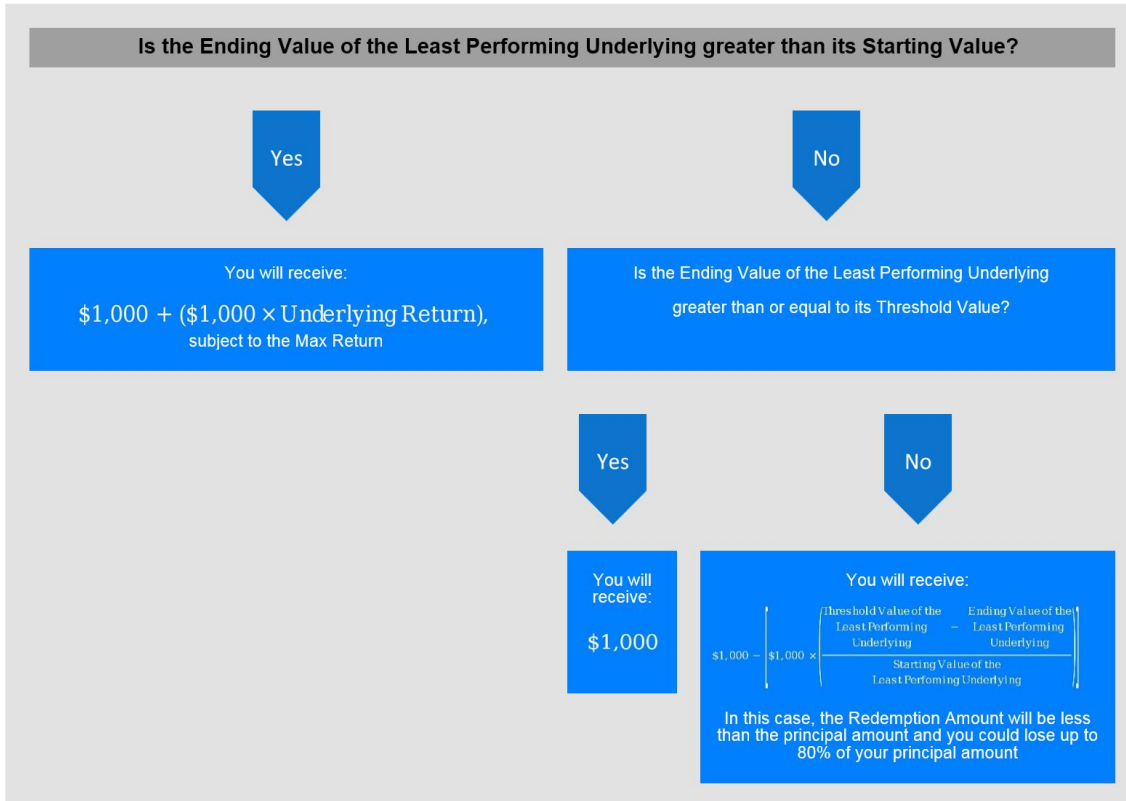 Is the Ending Value of the Least Performing Underlying greater than its Starting Value?
Yes
No
You will receive:
$1,000 + ($1,000 × Underlying Return),
subject to the Max Return
Is the Ending Value of the Least Performing Underlying
greater than or equal to its Threshold Value?
Yes
No
You will
receive:
$1,000
You will receive:
$1,000 − [$1,000 × (
Threshold Value of the
Least Performing
Underlying
−
Ending Value of the
Least Performing
Underlying
Starting Value of the
Least Perfoming Underlying
)]
In this case, the Redemption Amount will be less
than the principal amount and you could lose up to
80% of your principal amount